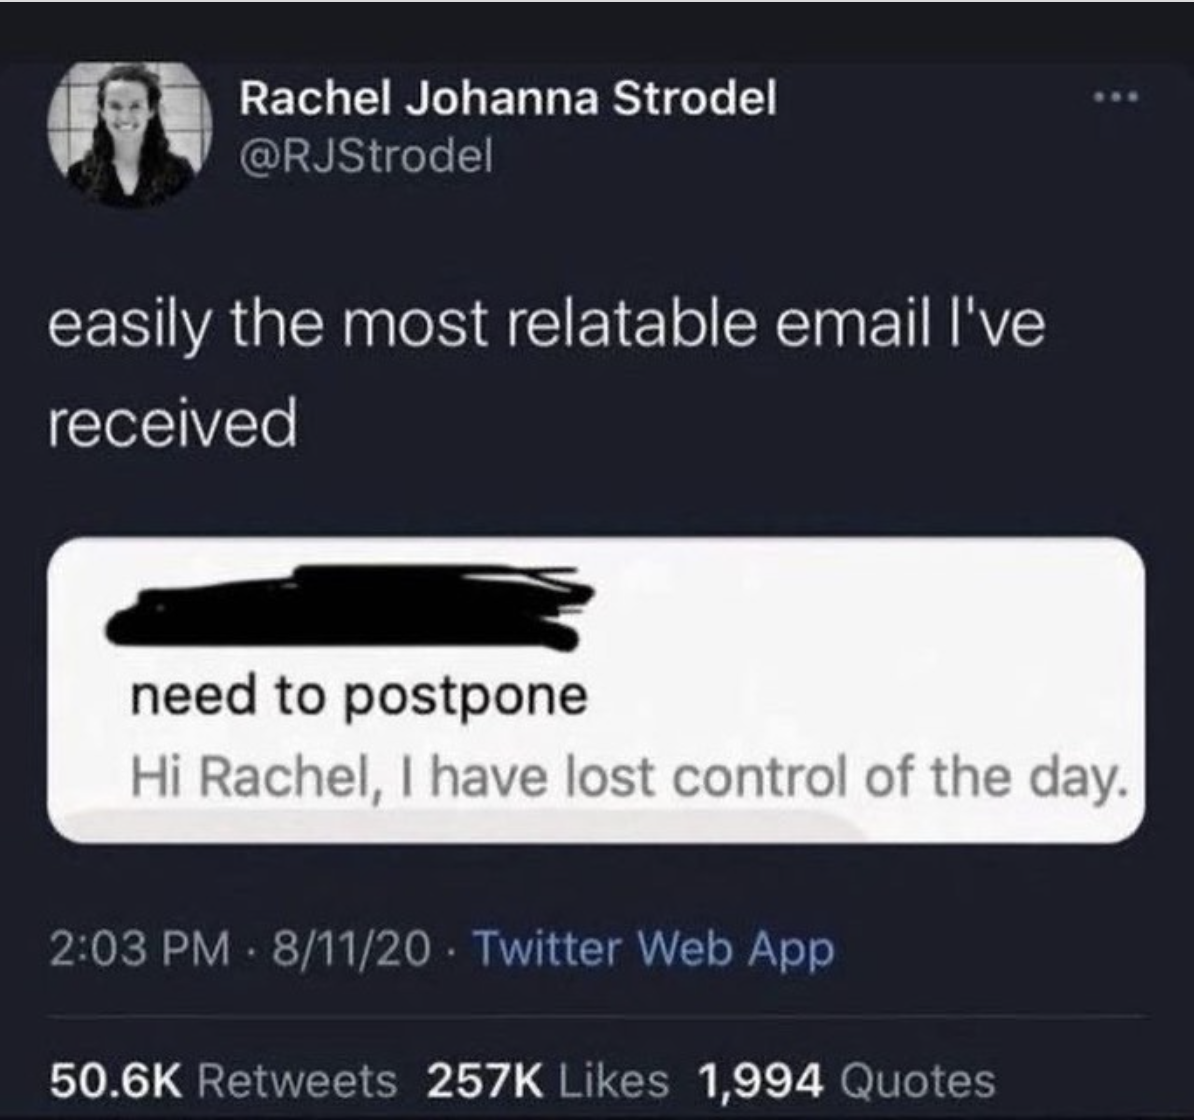 Rachel Johanna Strodel
@RJStrodel
easily the most relatable email I've
received
need to postpone
Hi Rachel, I have lost control of the day.
2:03 PM · 8/11/20 · Twitter Web App
50.6K Retweets 257K Likes 1,994 Quotes